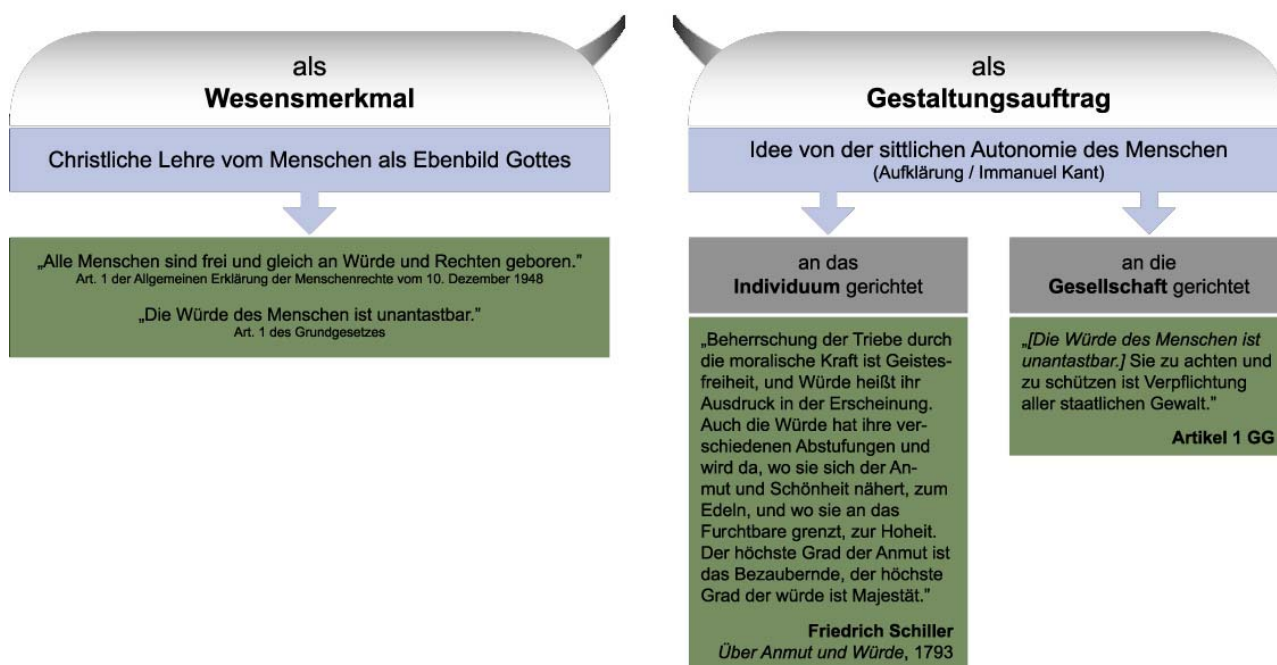 als
Wesensmerkmal
Christliche Lehre vom Menschen als Ebenbild Gottes
„Alle Menschen sind frei und gleich an Würde und Rechten geboren.”
Art. 1 der Allgemeinen Erklärung der Menschenrechte vom 10. Dezember 1948
„Die Würde des Menschen ist unantastbar.”
Art. 1 des Grundgesetzes
als
Gestaltungsauftrag
Idee von der sittlichen Autonomie des Menschen
(Aufklärung / Immanuel Kant)
an das
Individuum gerichtet
„Beherrschung der Triebe durch
die moralische Kraft ist Geistes-
freiheit, und Würde heißt ihr
Ausdruck in der Erscheinung.
Auch die Würde hat ihre ver-
schiedenen Abstufungen und
wird da, wo sie sich der An-
mut und Schönheit nähert, zum
Edeln, und wo sie an das
Furchtbare grenzt, zur Hoheit.
Der höchste Grad der Anmut ist
das Bezaubernde, der höchste
Grad der würde ist Majestät.”
Friedrich Schiller
Über Anmut und Würde, 1793
an die
Gesellschaft gerichtet
„[Die Würde des Menschen ist
unantastbar.] Sie zu achten und
zu schützen ist Verpflichtung
aller staatlichen Gewalt.”
Artikel 1 GG